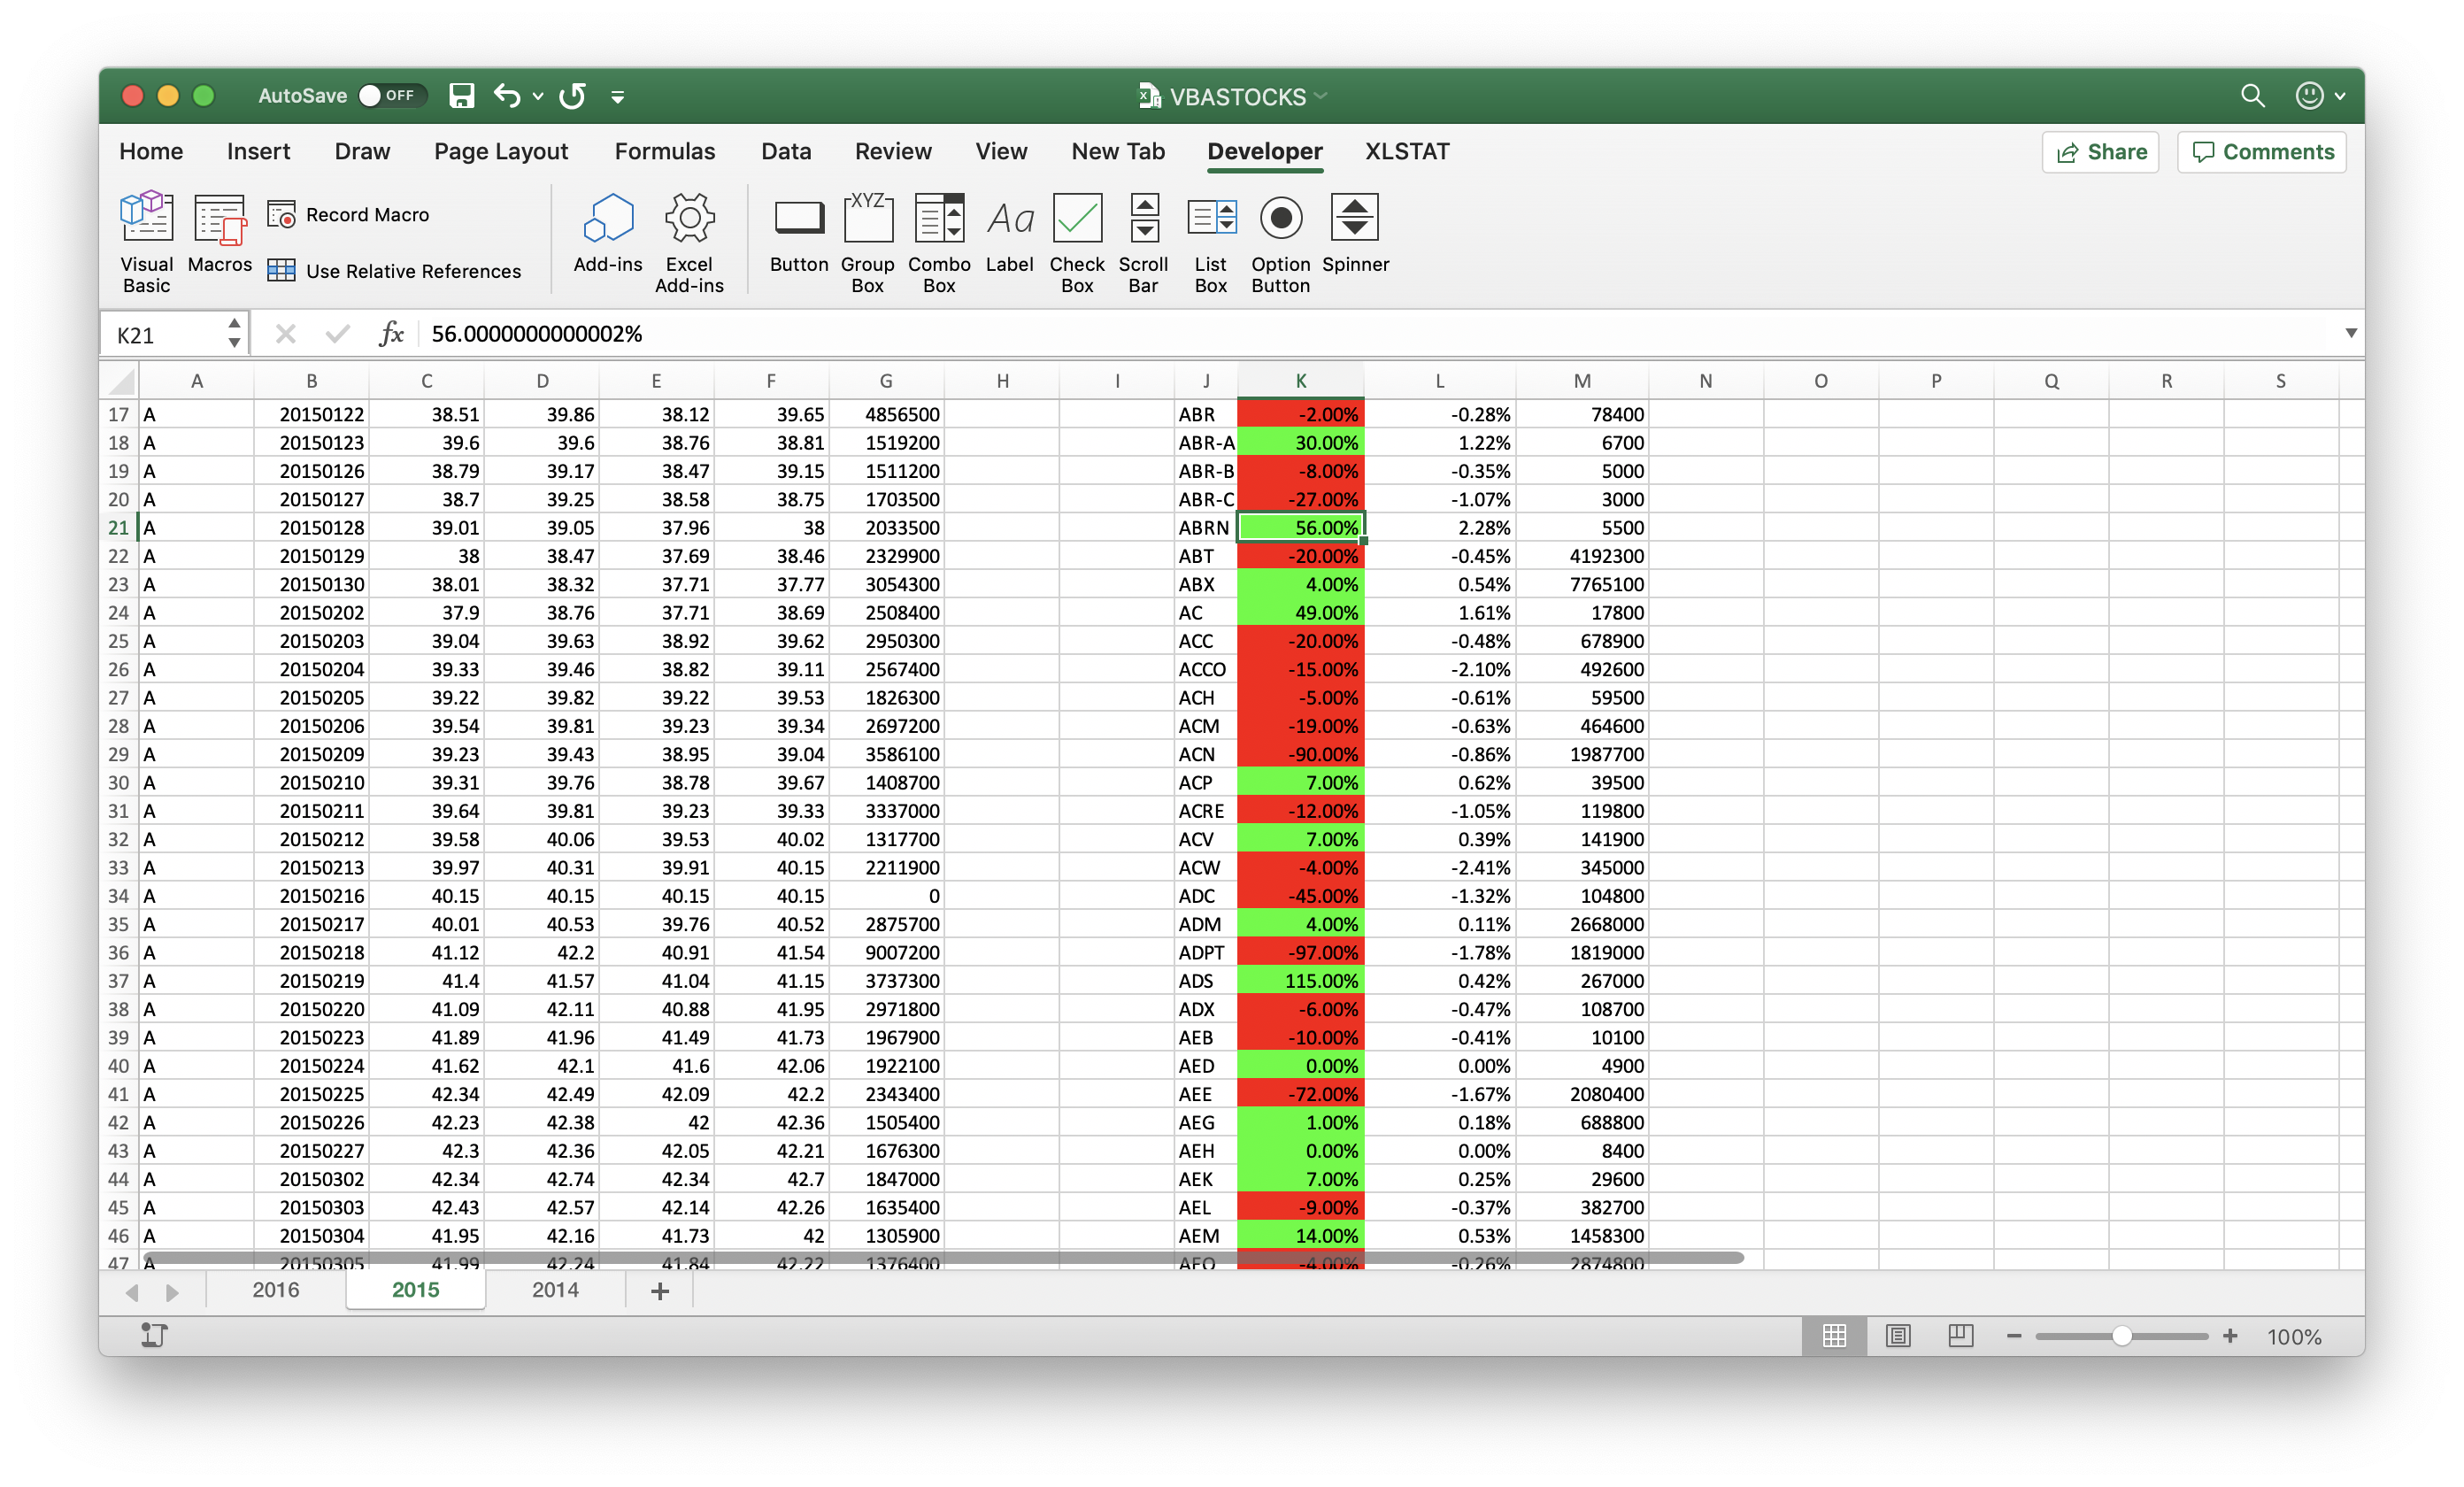 AutoSave OFF VBASTOCKS
Home Insert Draw Page Layout Formulas Data Review View New Tab Developer XLSTAT Share Comments
Visual Basic Macros Record Macro Use Relative References Add-ins Excel Add-ins Button XYZ Group Box Combo Box Aa Label Check Box Scroll Bar List Box Option Button Spinner
K21 fx 56.0000000000002%
A B C D E F G H I J K L M N O P Q R S
17 A 20150122 38.51 39.86 38.12 39.65 4856500 ABR -2.00% -0.28% 78400
18 A 20150123 39.6 39.6 38.76 38.81 1519200 ABR-A 30.00% 1.22% 6700
19 A 20150126 38.79 39.17 38.47 39.15 1511200 ABR-B -8.00% -0.35% 5000
20 A 20150127 38.7 39.25 38.58 38.75 1703500 ABR-C -27.00% -1.07% 3000
21 A 20150128 39.01 39.05 37.96 38 2033500 ABRN 56.00% 2.28% 5500
22 A 20150129 38 38.47 37.69 38.46 2329900 ABT -20.00% -0.45% 4192300
23 A 20150130 38.01 38.32 37.71 37.77 3054300 ABX 4.00% 0.54% 7765100
24 A 20150202 37.9 38.76 37.71 38.69 2508400 AC 49.00% 1.61% 17800
25 A 20150203 39.04 39.63 38.92 39.62 2950300 ACC -20.00% -0.48% 678900
26 A 20150204 39.33 39.46 38.82 39.11 2567400 ACCO -15.00% -2.10% 492600
27 A 20150205 39.22 39.82 39.22 39.53 1826300 ACH -5.00% -0.61% 59500
28 A 20150206 39.54 39.81 39.23 39.34 2697200 ACM -19.00% -0.63% 464600
29 A 20150209 39.23 39.43 38.95 39.04 3586100 ACN -90.00% -0.86% 1987700
30 A 20150210 39.31 39.76 38.78 39.67 1408700 ACP 7.00% 0.62% 39500
31 A 20150211 39.64 39.81 39.23 39.33 3337000 ACRE -12.00% -1.05% 119800
32 A 20150212 39.58 40.06 39.53 40.02 1317700 ACV 7.00% 0.39% 141900
33 A 20150213 39.97 40.31 39.91 40.15 2211900 ACW -4.00% -2.41% 345000
34 A 20150216 40.15 40.15 40.15 40.15 0 ADC -45.00% -1.32% 104800
35 A 20150217 40.01 40.53 39.76 40.52 2875700 ADM 4.00% 0.11% 2668000
36 A 20150218 41.12 42.2 40.91 41.54 9007200 ADPT -97.00% -1.78% 1819000
37 A 20150219 41.4 41.57 41.04 41.15 3737300 ADS 115.00% 0.42% 267000
38 A 20150220 41.09 42.11 40.88 41.95 2971800 ADX -6.00% -0.47% 108700
39 A 20150223 41.89 41.96 41.49 41.73 1967900 AEB -10.00% -0.41% 10100
40 A 20150224 41.62 42.1 41.6 42.06 1922100 AED 0.00% 0.00% 4900
41 A 20150225 42.34 42.49 42.09 42.2 2343400 AEE -72.00% -1.67% 2080400
42 A 20150226 42.23 42.38 42 42.36 1505400 AEG 1.00% 0.18% 688800
43 A 20150227 42.3 42.36 42.05 42.21 1676300 AEH 0.00% 0.00% 8400
44 A 20150302 42.34 42.74 42.34 42.7 1847000 AEK 7.00% 0.25% 29600
45 A 20150303 42.43 42.57 42.14 42.26 1635400 AEL -9.00% -0.37% 382700
46 A 20150304 41.95 42.16 41.73 42 1305900 AEM 14.00% 0.53% 1458300
47 A 20150305 41.99 42.24 41.84 42.22 1376400 AEO -4.00% -0.26% 2874800
2016 2015 2014
100%